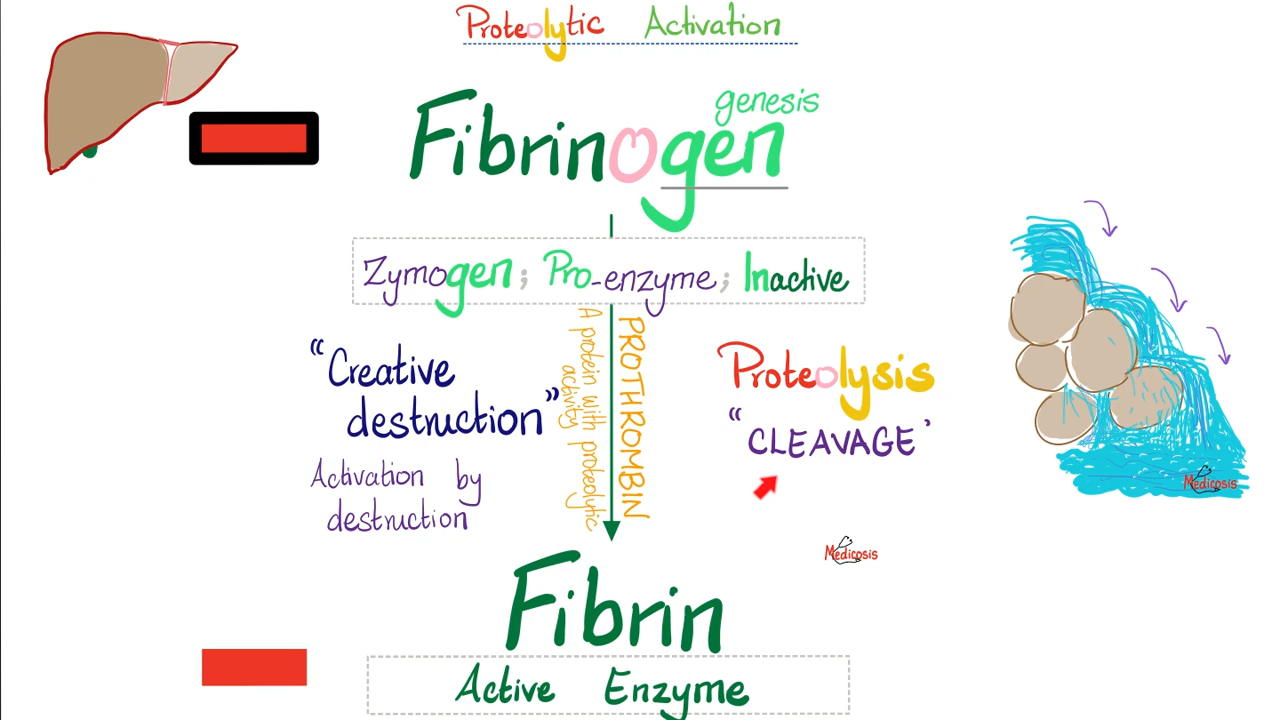 Proteolytic Activation
Fibrinogen
genesis
Zymogen; Pro-enzyme; Inactive
"Creative
destruction"
Activation by
destruction
A protein with proteolytic
activity
PROTHROMBIN
Proteolysis
"CLEAVAGE'
Medicosis
Medicosis
Fibrin
Active Enzyme